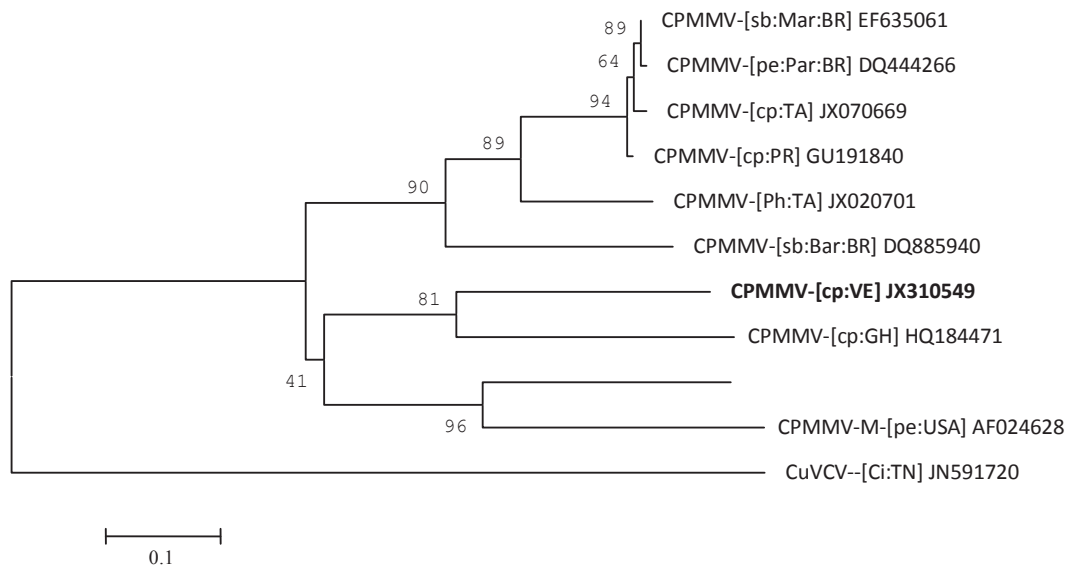 CPMMV-[sb:Mar:BR] EF635061
89
CPMMV-[pe:Par:BR] DQ444266
64
94
CPMMV-[cp:TA] JX070669
89
CPMMV-[cp:PR] GU191840
90
CPMMV-[Ph:TA] JX020701
CPMMV-[sb:Bar:BR] DQ885940
81
CPMMV-[cp:VE] JX310549
CPMMV-[cp:GH] HQ184471
41
96
CPMMV-M-[pe:USA] AF024628
CuVCV--[Ci:TN] JN591720
0.1